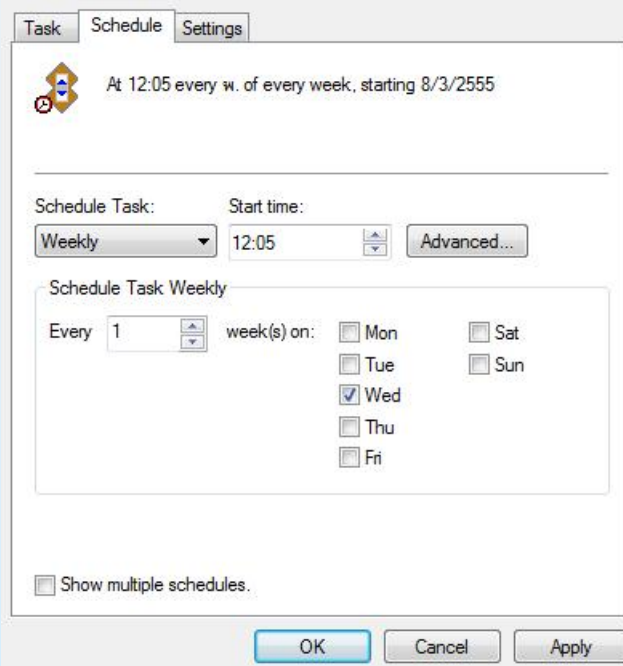 Task Schedule Settings
At 12:05 every พ. of every week, starting 8/3/2555
Schedule Task: Start time:
Weekly 12:05 Advanced...
Schedule Task Weekly
Every 1 week(s) on: Mon Sat
Tue Sun
Wed
Thu
Fri
Show multiple schedules.
OK Cancel Apply